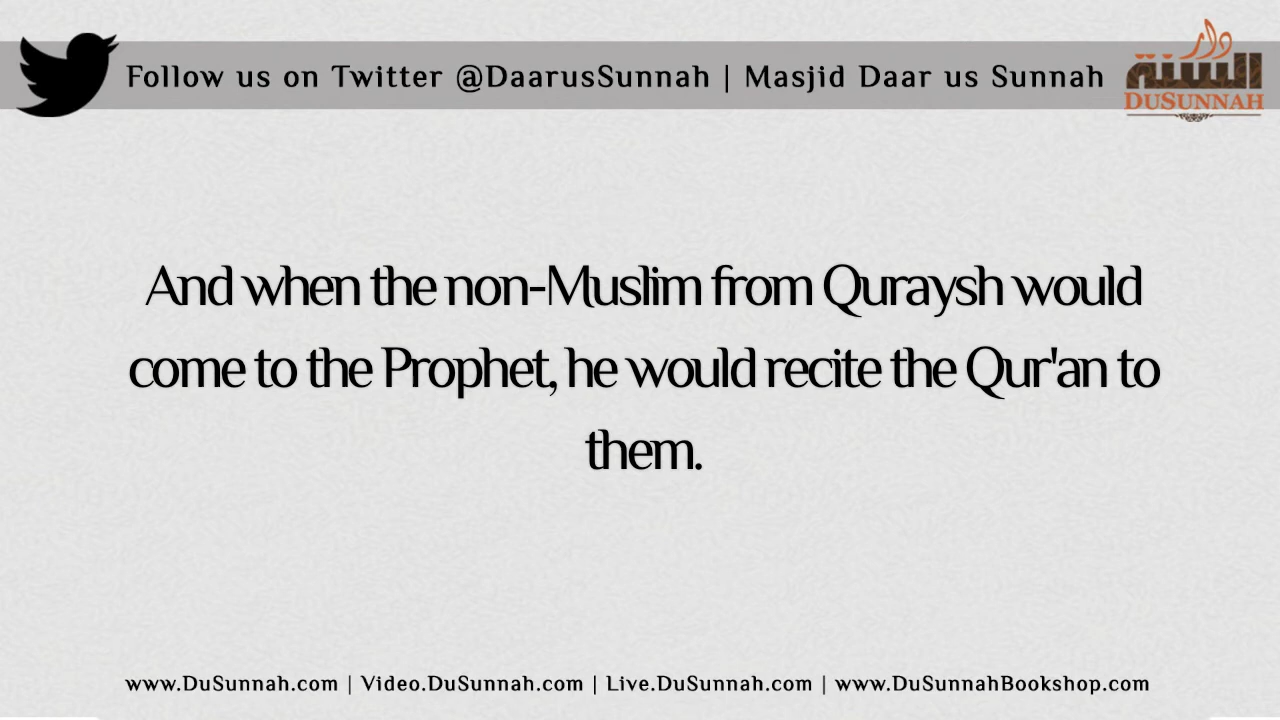 Follow us on Twitter @DaarusSunnah | Masjid Daar us Sunnah
دار
السنة
DUSUNNAH
And when the non-Muslim from Quraysh would
come to the Prophet, he would recite the Qur'an to
them.
www.DuSunnah.com | Video.DuSunnah.com | Live.DuSunnah.com | www.DuSunnahBookshop.com